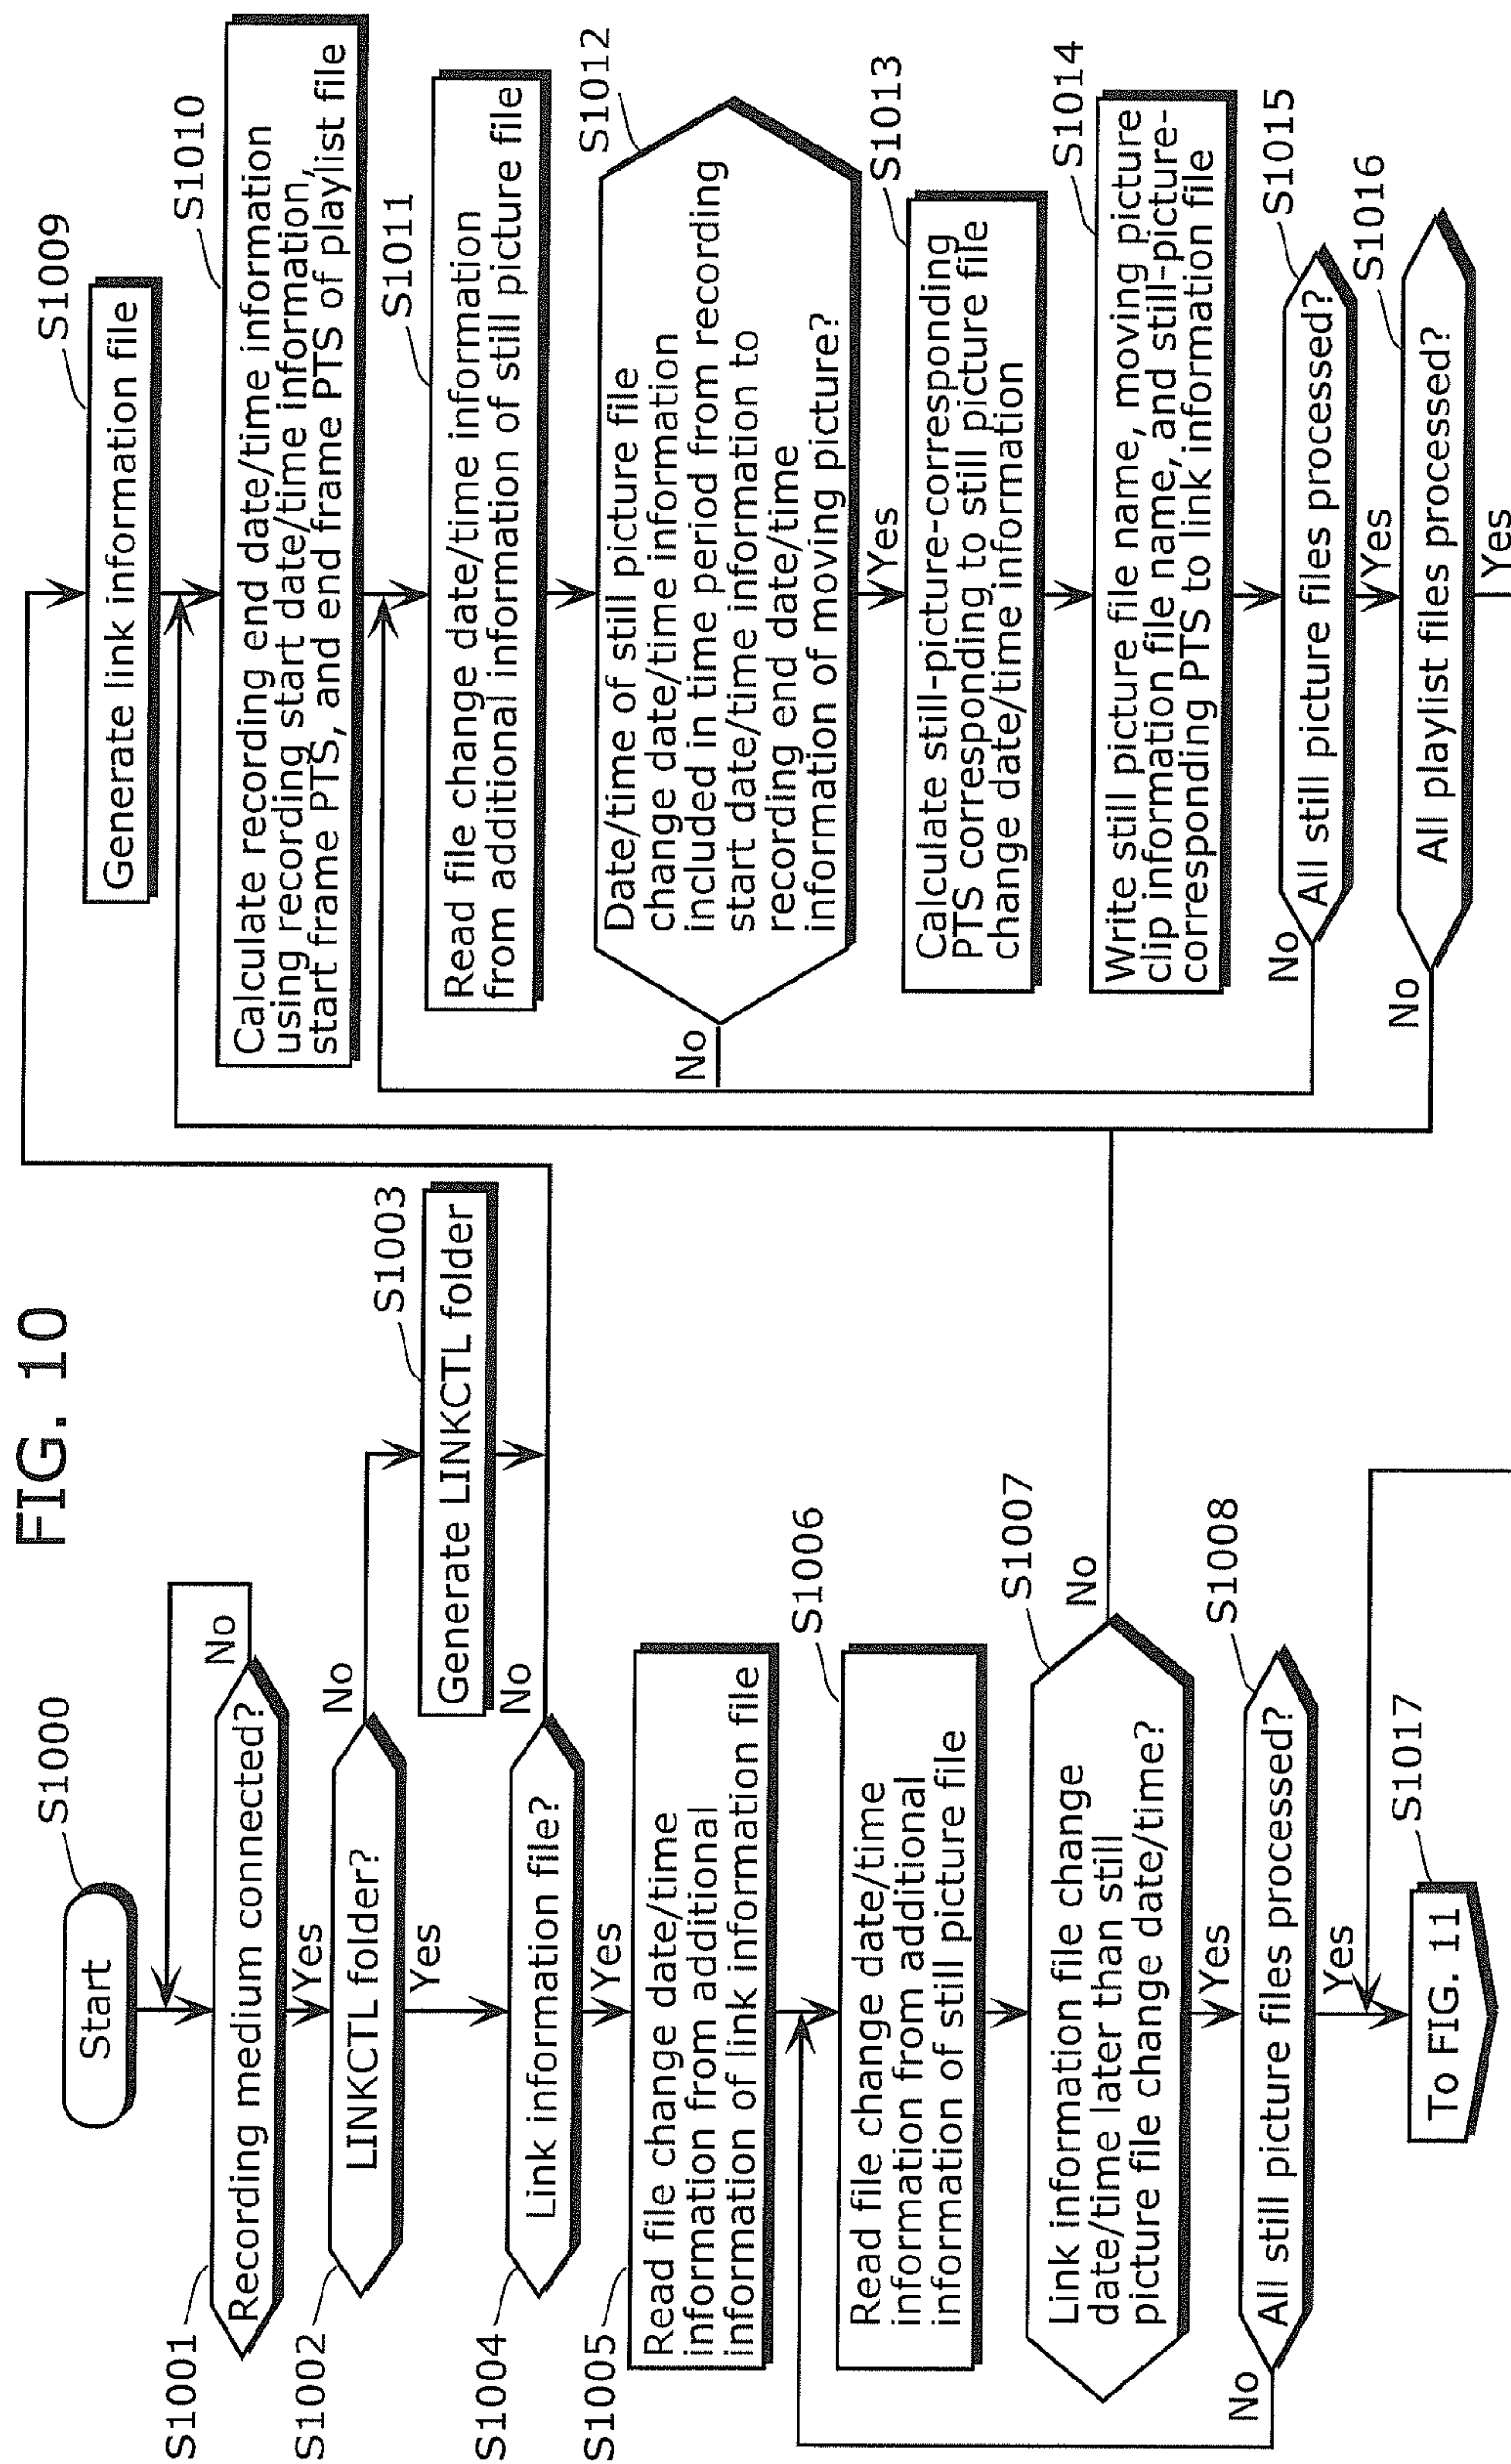 FIG. 10
S1000
Start
S1001
Recording medium connected?
No
Yes
S1002
LINKCTL folder?
No
Yes
S1003
Generate LINKCTL folder
S1004
Link information file?
No
Yes
S1005
Read file change date/time
information from additional
information of link information file
S1006
Read file change date/time
information from additional
information of still picture file
S1007
Link information file change
date/time later than still
picture file change date/time?
No
Yes
S1008
All still picture files processed?
No
Yes
S1017
To FIG. 11
S1009
Generate link information file
S1010
Calculate recording end date/time information
using recording start date/time information,
start frame PTS, and end frame PTS of playlist file
S1011
Read file change date/time information
from additional information of still picture file
S1012
Date/time of still picture file
change date/time information
included in time period from recording
start date/time information to
recording end date/time
information of moving picture?
No
Yes
S1013
Calculate still-picture-corresponding
PTS corresponding to still picture file
change date/time information
S1014
Write still picture file name, moving picture
clip information file name, and still-picture-
corresponding PTS to link information file
S1015
All still picture files processed?
No
Yes
S1016
All playlist files processed?
No
Yes